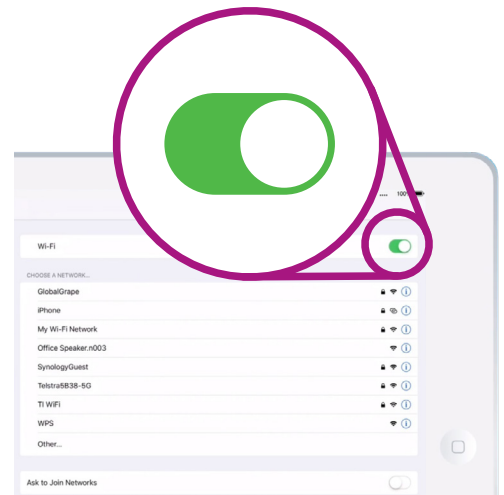 100%
Wi-Fi
CHOOSE A NETWORK...
GlobalGrape
iPhone
My Wi-Fi Network
Office Speaker.n003
SynologyGuest
Telstra5B38-5G
TI WiFi
WPS
Other...
Ask to Join Networks